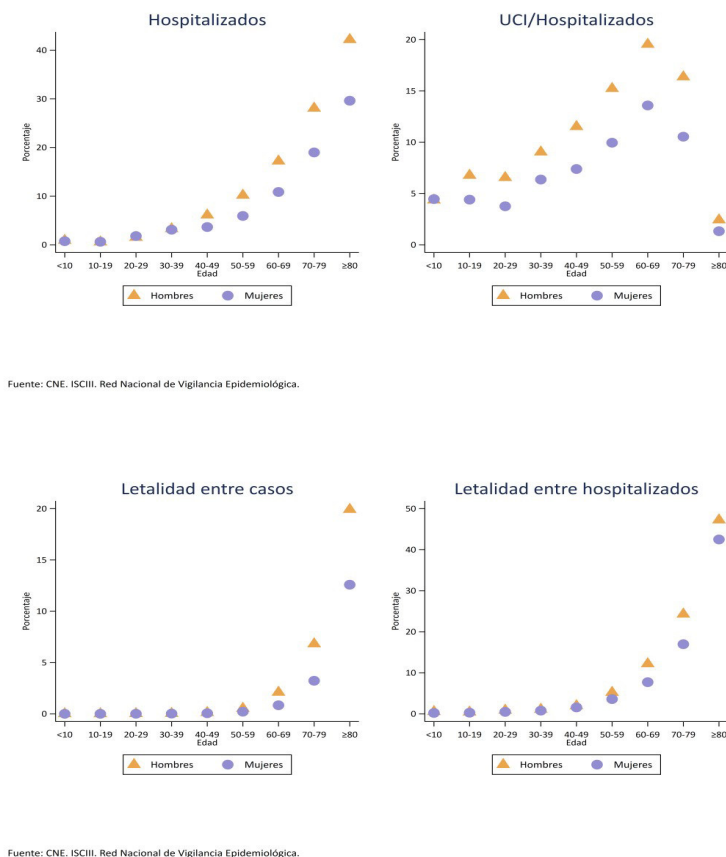 Hospitalizados
UCI/Hospitalizados
Porcentaje
40
30
20
10
0
<10 10-19 20-29 30-39 40-49 50-59 60-69 70-79 ≥80
Edad
Hombres Mujeres
Porcentaje
20
15
10
5
0
<10 10-19 20-29 30-39 40-49 50-59 60-69 70-79 ≥80
Edad
Hombres Mujeres
Fuente: CNE. ISCIII. Red Nacional de Vigilancia Epidemiológica.
Letalidad entre casos
Letalidad entre hospitalizados
Porcentaje
20
15
10
5
0
<10 10-19 20-29 30-39 40-49 50-59 60-69 70-79 ≥80
Edad
Hombres Mujeres
Porcentaje
50
40
30
20
10
0
<10 10-19 20-29 30-39 40-49 50-59 60-69 70-79 ≥80
Edad
Hombres Mujeres
Fuente: CNE. ISCIII. Red Nacional de Vigilancia Epidemiológica.